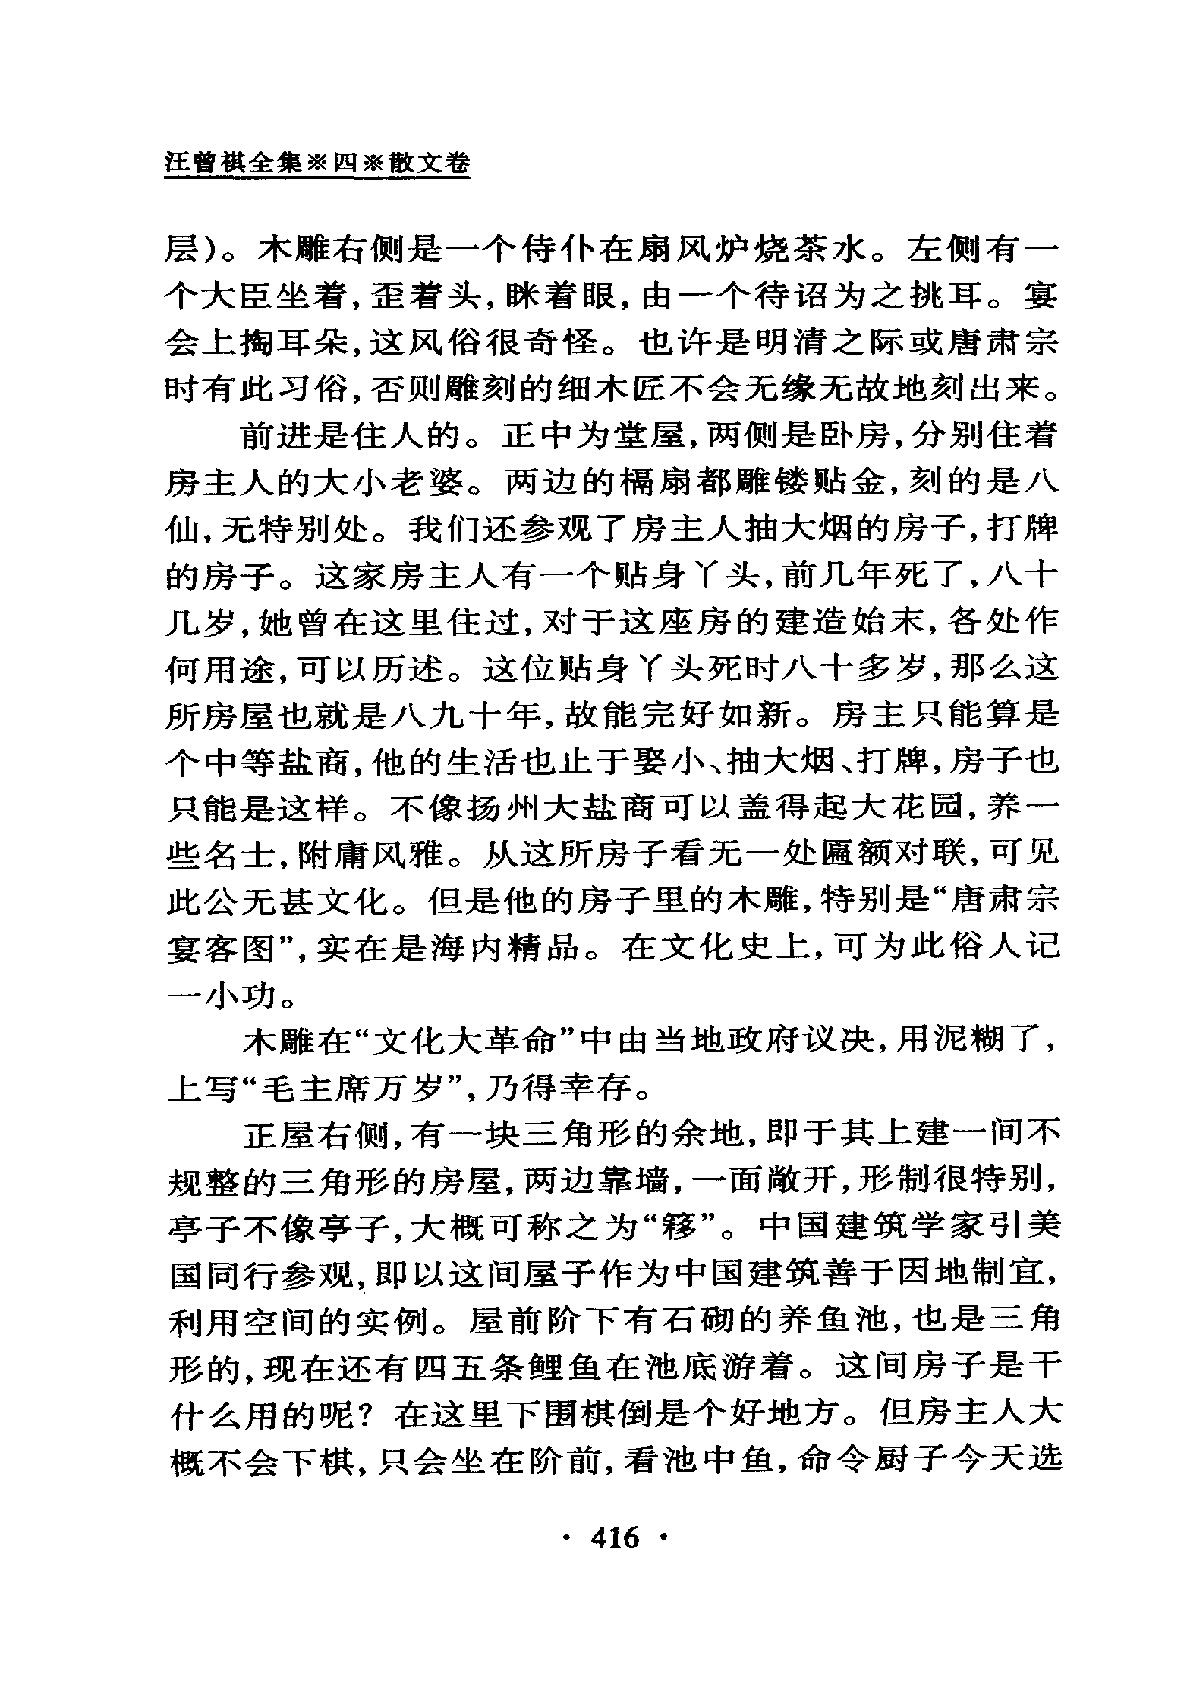 汪曾祺全集※四※散文卷
层)。木雕右侧是一个侍仆在扇风炉烧茶水。左侧有一
个大臣坐着,歪着头,眯着眼,由一个待诏为之挑耳。宴
会上掏耳朵,这风俗很奇怪。也许是明清之际或唐肃宗
时有此习俗,否则雕刻的细木匠不会无缘无故地刻出来。
前进是住人的。正中为堂屋,两侧是卧房,分别住着
房主人的大小老婆。两边的槅扇都雕镂贴金,刻的是八
仙,无特别处。我们还参观了房主人抽大烟的房子,打牌
的房子。这家房主人有一个贴身丫头,前几年死了,八十
几岁,她曾在这里住过,对于这座房的建造始末,各处作
何用途,可以历述。这位贴身丫头死时八十多岁,那么这
所房屋也就是八九十年,故能完好如新。房主只能算是
个中等盐商,他的生活也止于娶小、抽大烟、打牌,房子也
只能是这样。不像扬州大盐商可以盖得起大花园,养一
些名士,附庸风雅。从这所房子看无一处匾额对联,可见
此公无甚文化。但是他的房子里的木雕,特别是“唐肃宗
宴客图”,实在是海内精品。在文化史上,可为此俗人记
一小功。
木雕在“文化大革命”中由当地政府议决,用泥糊了,
上写“毛主席万岁”,乃得幸存。
正屋右侧,有一块三角形的余地,即于其上建一间不
规整的三角形的房屋,两边靠墙,一面敞开,形制很特别,
亭子不像亭子,大概可称之为“簃”。中国建筑学家引美
国同行参观,即以这间屋子作为中国建筑善于因地制宜,
利用空间的实例。屋前阶下有石砌的养鱼池,也是三角
形的,现在还有四五条鲤鱼在池底游着。这间房子是干
什么用的呢?在这里下围棋倒是个好地方。但房主人大
概不会下棋,只会坐在阶前,看池中鱼,命令厨子今天选
· 416 ·